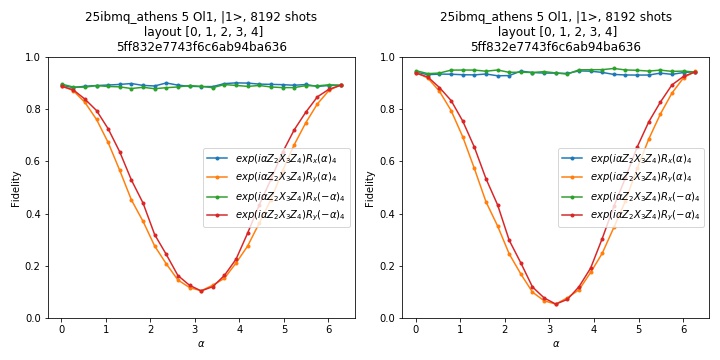 25ibmq_athens 5 Ol1, |1>, 8192 shots
layout [0, 1, 2, 3, 4]
5ff832e7743f6c6ab94ba636
1.0
0.8
0.6
0.4
0.2
0.0
Fidelity
exp(iαZ₂X₃Z₄)Rₓ(α)₄
exp(iαZ₂X₃Z₄)Rᵧ(α)₄
exp(iαZ₂X₃Z₄)Rₓ(−α)₄
exp(iαZ₂X₃Z₄)Rᵧ(−α)₄
0 1 2 3 4 5 6
α
25ibmq_athens 5 Ol1, |1>, 8192 shots
layout [0, 1, 2, 3, 4]
5ff832e7743f6c6ab94ba636
1.0
0.8
0.6
0.4
0.2
0.0
Fidelity
exp(iαZ₂X₃Z₄)Rₓ(α)₄
exp(iαZ₂X₃Z₄)Rᵧ(α)₄
exp(iαZ₂X₃Z₄)Rₓ(−α)₄
exp(iαZ₂X₃Z₄)Rᵧ(−α)₄
0 1 2 3 4 5 6
α